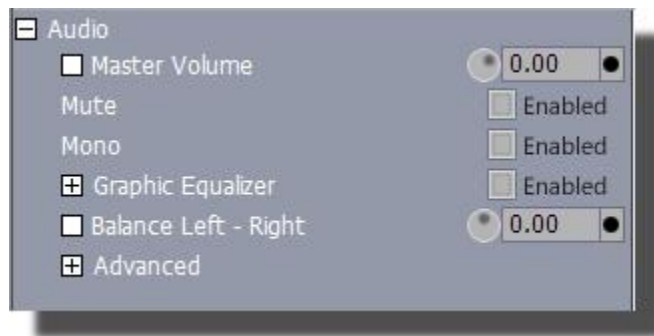 Audio
Master Volume 0.00
Mute Enabled
Mono Enabled
Graphic Equalizer Enabled
Balance Left - Right 0.00
Advanced